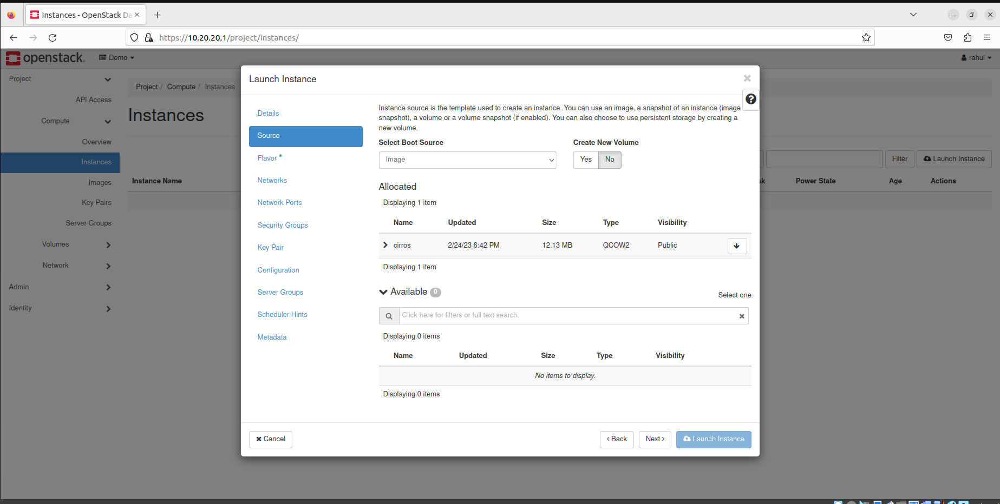 Instances - OpenStack Da
https://10.20.20.1/project/instances/
openstack. Demo rahul
Project
API Access
Compute
Overview
Instances
Images
Key Pairs
Server Groups
Volumes
Network
Admin
Identity
Project / Compute / Instances
Instances
Filter Launch Instance
Instance Name sk Power State Age Actions
Launch Instance
Details
Source
Flavor *
Networks
Network Ports
Security Groups
Key Pair
Configuration
Server Groups
Scheduler Hints
Metadata
Instance source is the template used to create an instance. You can use an image, a snapshot of an instance (image
snapshot), a volume or a volume snapshot (if enabled). You can also choose to use persistent storage by creating a
new volume.
Select Boot Source Create New Volume
Image Yes No
Allocated
Displaying 1 item
Name Updated Size Type Visibility
cirros 2/24/23 6:42 PM 12.13 MB QCOW2 Public
Displaying 1 item
Available 0 Select one
Click here for filters or full text search.
Displaying 0 items
Name Updated Size Type Visibility
No items to display.
Displaying 0 items
Cancel < Back Next > Launch Instance